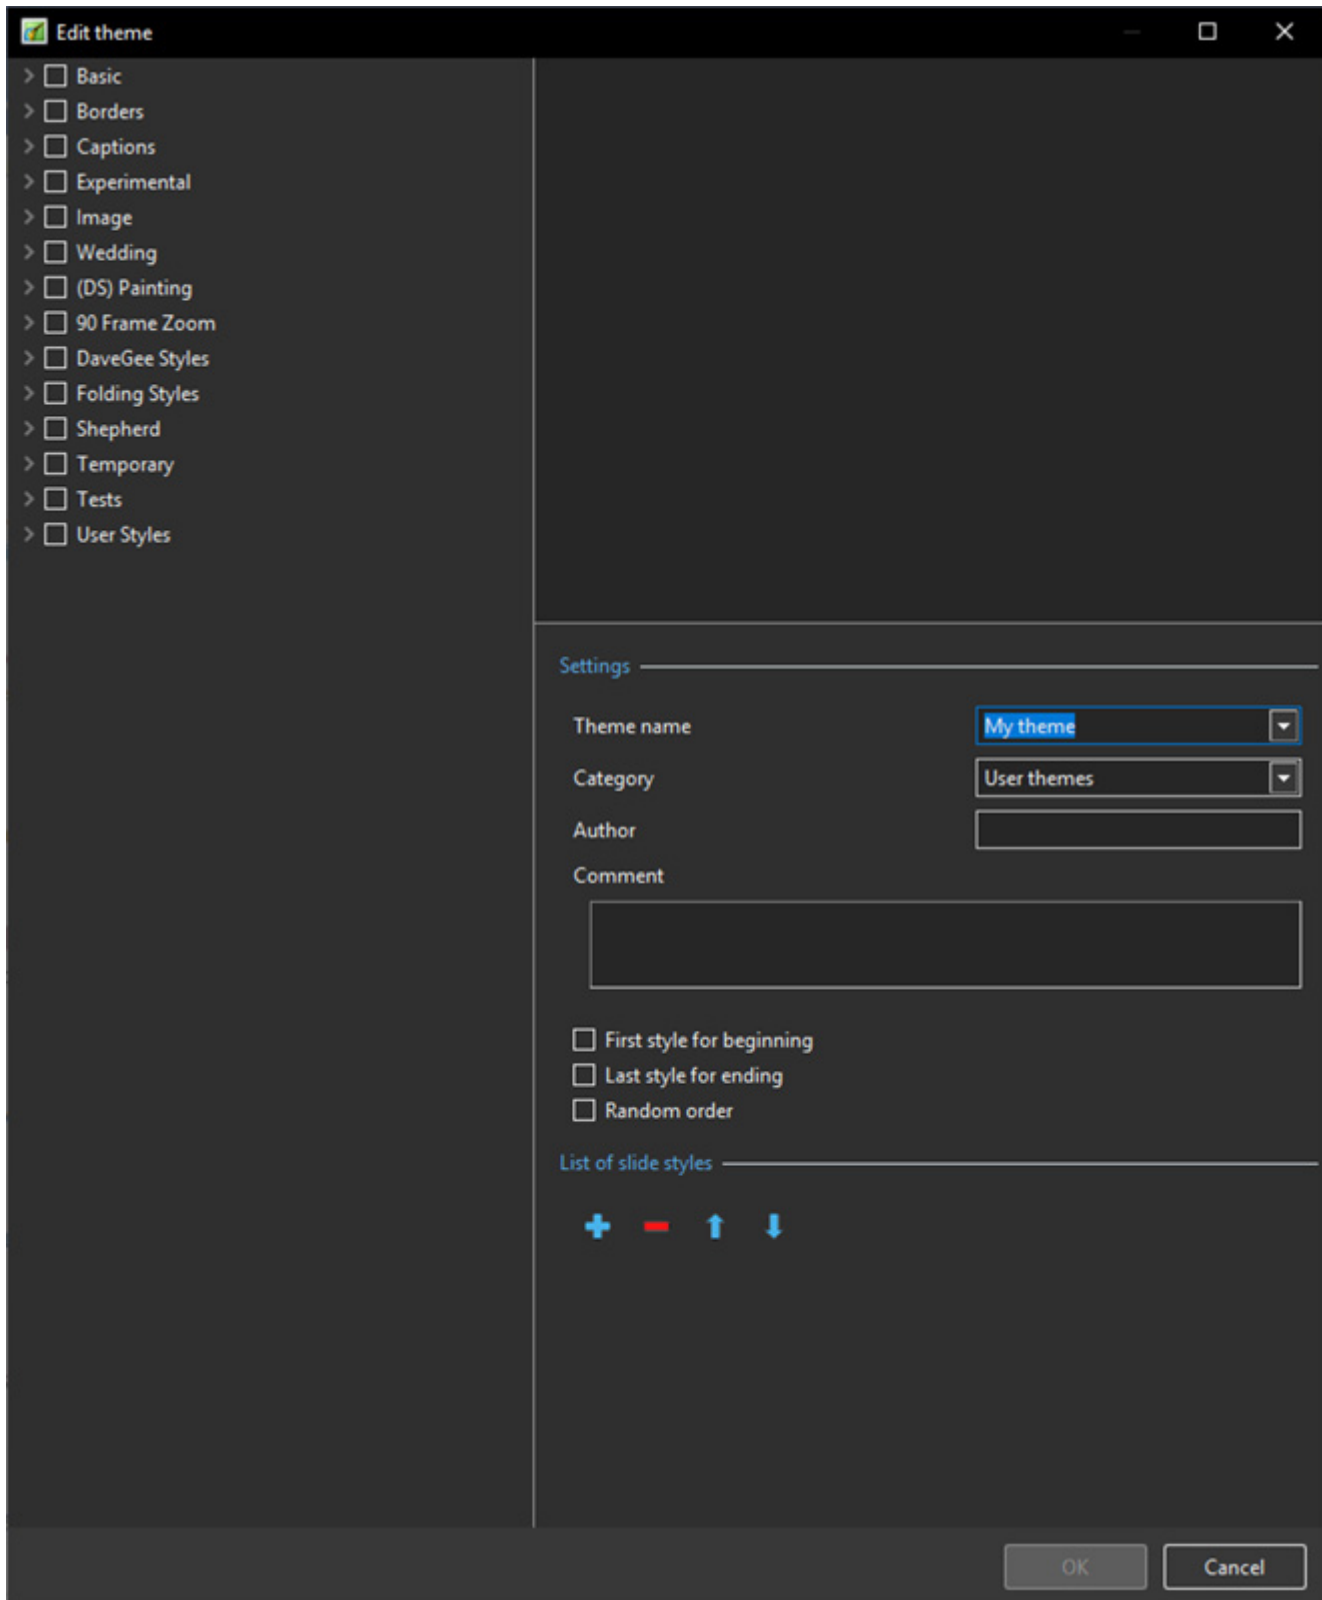 Edit theme
Basic
Borders
Captions
Experimental
Image
Wedding
(DS) Painting
90 Frame Zoom
DaveGee Styles
Folding Styles
Shepherd
Temporary
Tests
User Styles
Settings
Theme name My theme
Category User themes
Author
Comment
First style for beginning
Last style for ending
Random order
List of slide styles
OK Cancel